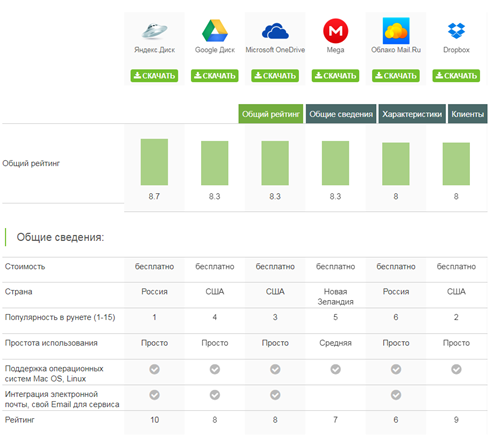 Яндекс Диск Google Диск Microsoft OneDrive Mega Облако Mail.Ru Dropbox
СКАЧАТЬ СКАЧАТЬ СКАЧАТЬ СКАЧАТЬ СКАЧАТЬ СКАЧАТЬ
Общий рейтинг Общие сведения Характеристики Клиенты
Общий рейтинг
8.7 8.3 8.3 8.3 8 8
Общие сведения:
Стоимость бесплатно бесплатно бесплатно бесплатно бесплатно бесплатно
Страна Россия США США Новая Россия США
Зеландия
Популярность в рунете (1-15) 1 4 3 5 6 2
Простота использования Просто Просто Просто Средняя Просто Просто
Поддержка операционных
систем Mac OS, Linux
Интеграция электронной
почты, свой Email для сервиса
Рейтинг 10 8 8 7 6 9